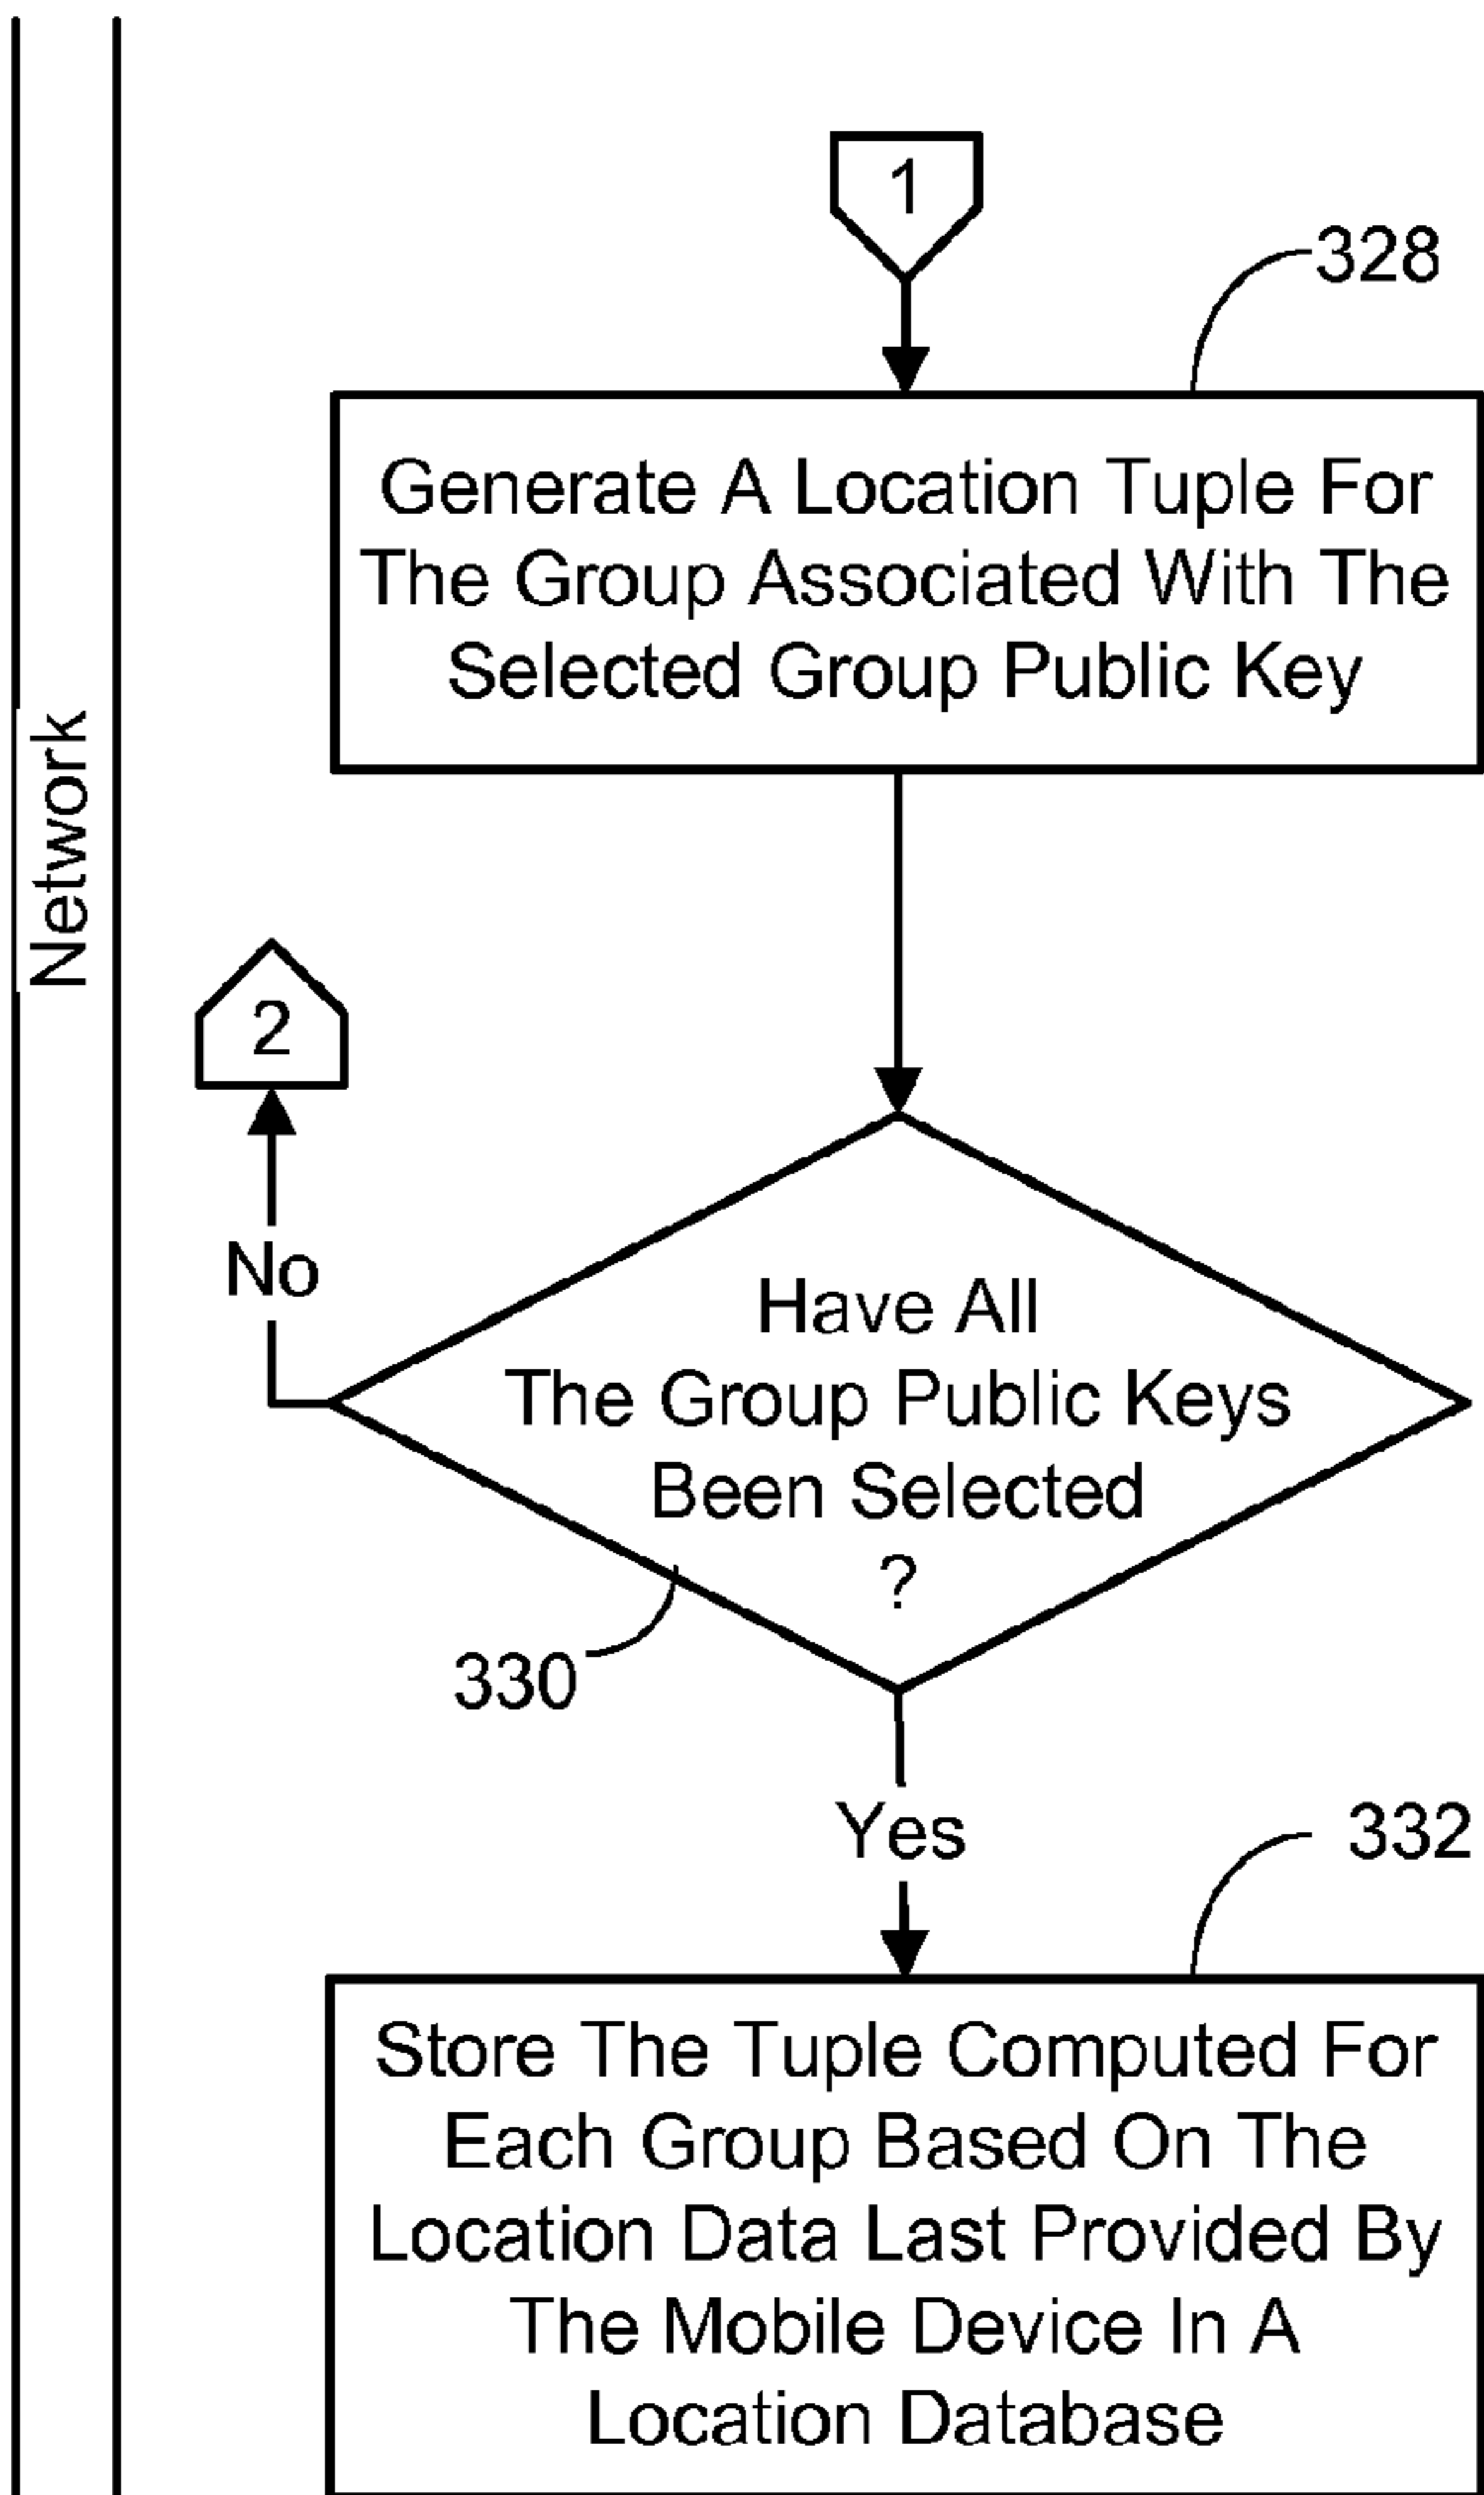 1
328
Generate A Location Tuple For
The Group Associated With The
Selected Group Public Key
Network
2
No
Have All
The Group Public Keys
Been Selected
?
330
Yes
332
Store The Tuple Computed For
Each Group Based On The
Location Data Last Provided By
The Mobile Device In A
Location Database